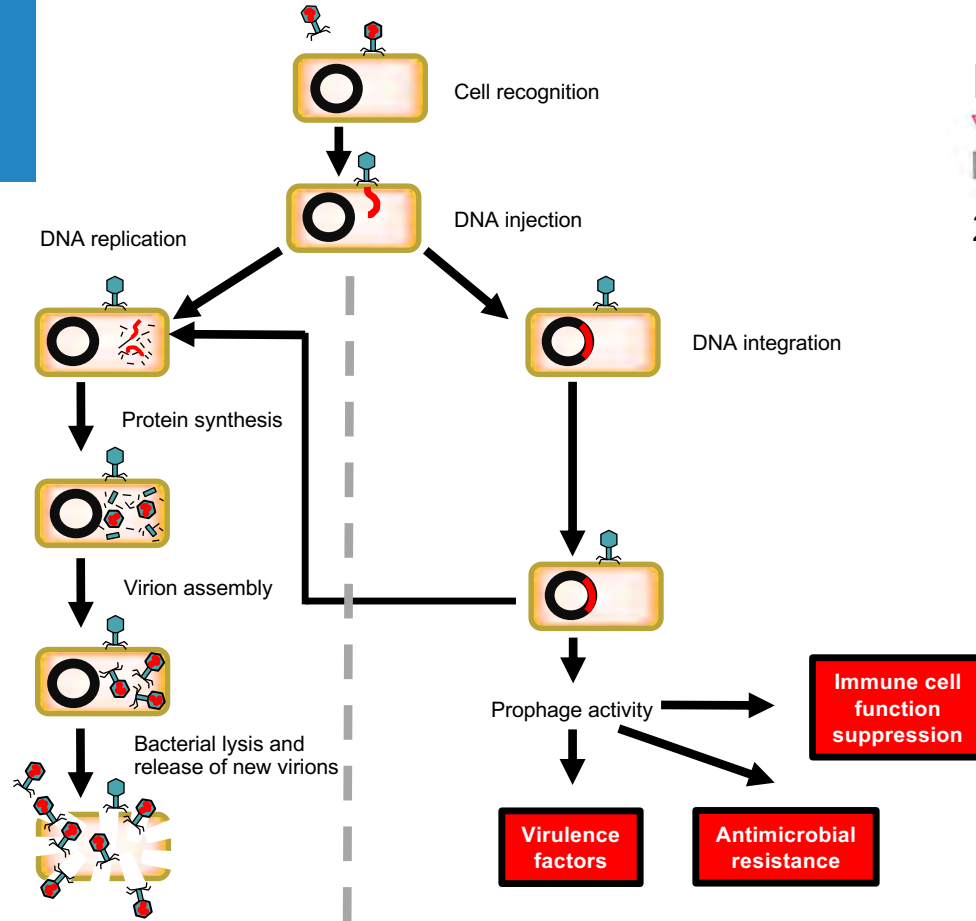 Cell recognition
DNA injection
DNA replication
DNA integration
Protein synthesis
Virion assembly
Prophage activity
Immune cell
function
suppression
Bacterial lysis and
release of new virions
Virulence
factors
Antimicrobial
resistance